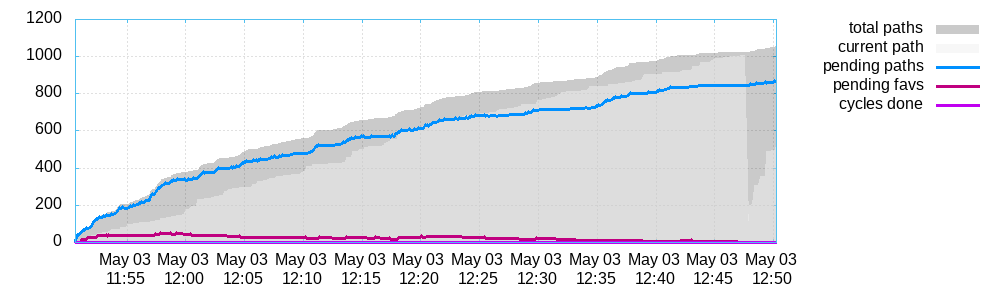 1200
1000
800
600
400
200
0
May 03 May 03 May 03 May 03 May 03 May 03 May 03 May 03 May 03 May 03 May 03 May 03
11:55 12:00 12:05 12:10 12:15 12:20 12:25 12:30 12:35 12:40 12:45 12:50
total paths
current path
pending paths
pending favs
cycles done